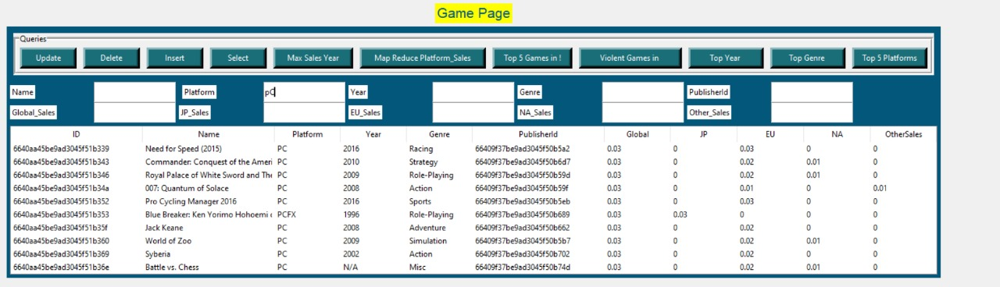 Game Page
Queries
Update Delete Insert Select Max Sales Year Map Reduce Platform_Sales Top 5 Games in ! Violent Games in Top Year Top Genre Top 5 Platforms
Name Platform pC Year Genre PublisherId
Global_Sales JP_Sales EU_Sales NA_Sales Other_Sales
ID Name Platform Year Genre PublisherId Global JP EU NA OtherSales
6640aa45be9ad3045f51b339 Need for Speed (2015) PC 2016 Racing 66409f37be9ad3045f50b5a2 0.03 0 0.03 0 0
6640aa45be9ad3045f51b343 Commander: Conquest of the Ameri PC 2010 Strategy 66409f37be9ad3045f50b6d7 0.03 0 0.02 0.01 0
6640aa45be9ad3045f51b346 Royal Palace of White Sword and The PC 2009 Role-Playing 66409f37be9ad3045f50b59d 0.03 0 0.02 0.01 0
6640aa45be9ad3045f51b34a 007: Quantum of Solace PC 2008 Action 66409f37be9ad3045f50b59f 0.03 0 0.01 0 0.01
6640aa45be9ad3045f51b352 Pro Cycling Manager 2016 PC 2016 Sports 66409f37be9ad3045f50b5eb 0.03 0 0.03 0 0
6640aa45be9ad3045f51b353 Blue Breaker: Ken Yorimo Hohoemi PCFX 1996 Role-Playing 66409f37be9ad3045f50b689 0.03 0.03 0 0 0
6640aa45be9ad3045f51b35f Jack Keane PC 2008 Adventure 66409f37be9ad3045f50b662 0.03 0 0.02 0 0
6640aa45be9ad3045f51b360 World of Zoo PC 2009 Simulation 66409f37be9ad3045f50b5b7 0.03 0 0.02 0.01 0
6640aa45be9ad3045f51b369 Syberia PC 2002 Action 66409f37be9ad3045f50b702 0.03 0 0.02 0 0
6640aa45be9ad3045f51b36e Battle vs. Chess PC N/A Misc 66409f37be9ad3045f50b74d 0.03 0 0.02 0.01 0